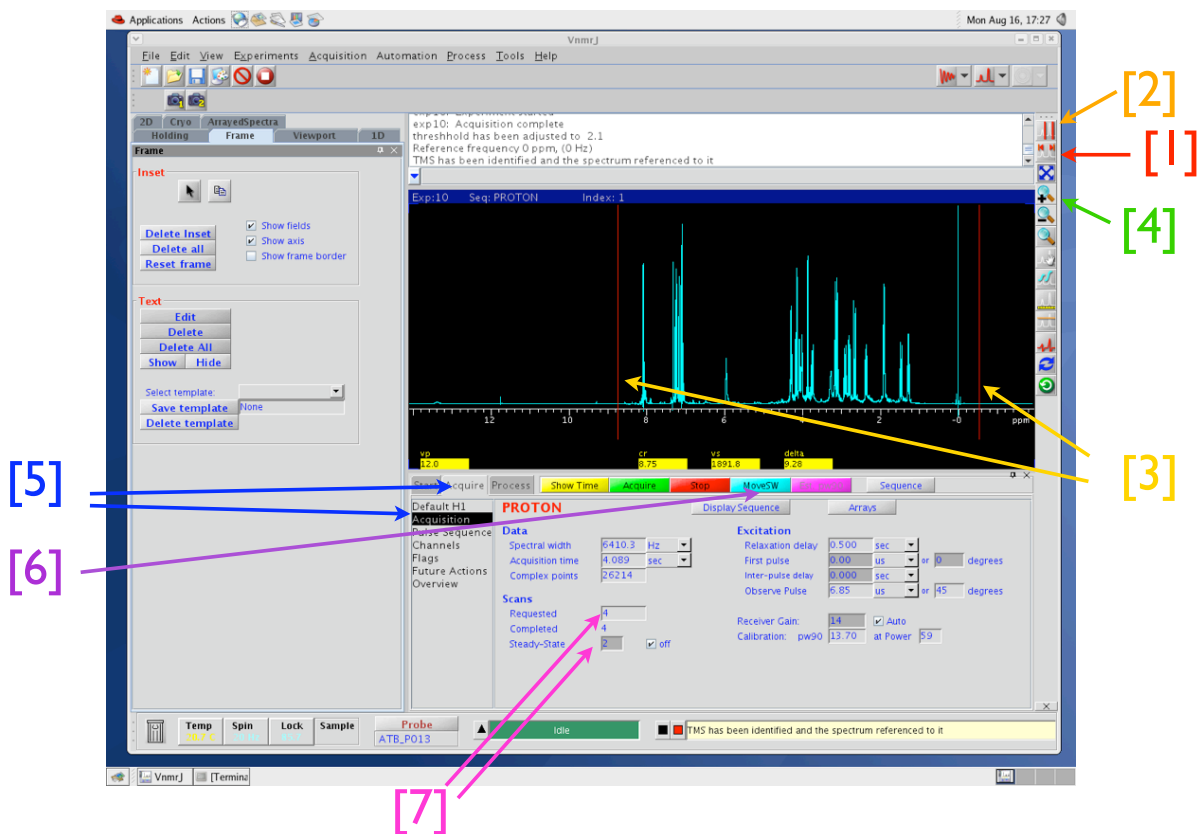 Applications Actions Mon Aug 16, 17:27
VnmrJ
File Edit View Experiments Acquisition Automation Process Tools Help
2D Cryo ArrayedSpectra
Holding Frame Viewport 1D
Frame
Inset
Delete Inset
Delete all
Reset frame
Show fields
Show axis
Show frame border
Text
Edit
Delete
Delete All
Show Hide
Select template:
Save template None
Delete template
exp10: Experiment started
exp10: Acquisition complete
threshhold has been adjusted to 2.1
Reference frequency 0 ppm, (0 Hz)
TMS has been identified and the spectrum referenced to it
Exp:10 Seq: PROTON Index: 1
12 10 8 6 4 2 -0 ppm
vp cr vs delta
12.0 8.75 1891.8 9.28
[2]
[1]
[4]
[3]
[5]
[6]
[7]
Start Acquire Process Show Time Acquire Stop MoveSW Sequence
Default H1
Acquisition
Pulse Sequence
Channels
Flags
Future Actions
Overview
PROTON Display Sequence Arrays
Data
Spectral width 6410.3 Hz
Acquisition time 4.089 sec
Complex points 26214
Scans
Requested 4
Completed 4
Steady-State 2 off
Excitation
Relaxation delay 0.500 sec
First pulse 0.00 us or 0 degrees
Inter-pulse delay 0.000 sec
Observe Pulse 6.85 us or 45 degrees
Receiver Gain: 14 Auto
Calibration: pw90 13.70 at Power 59
Temp Spin Lock Sample
Probe
ATB_P013
Idle
TMS has been identified and the spectrum referenced to it
VnmrJ [Termina